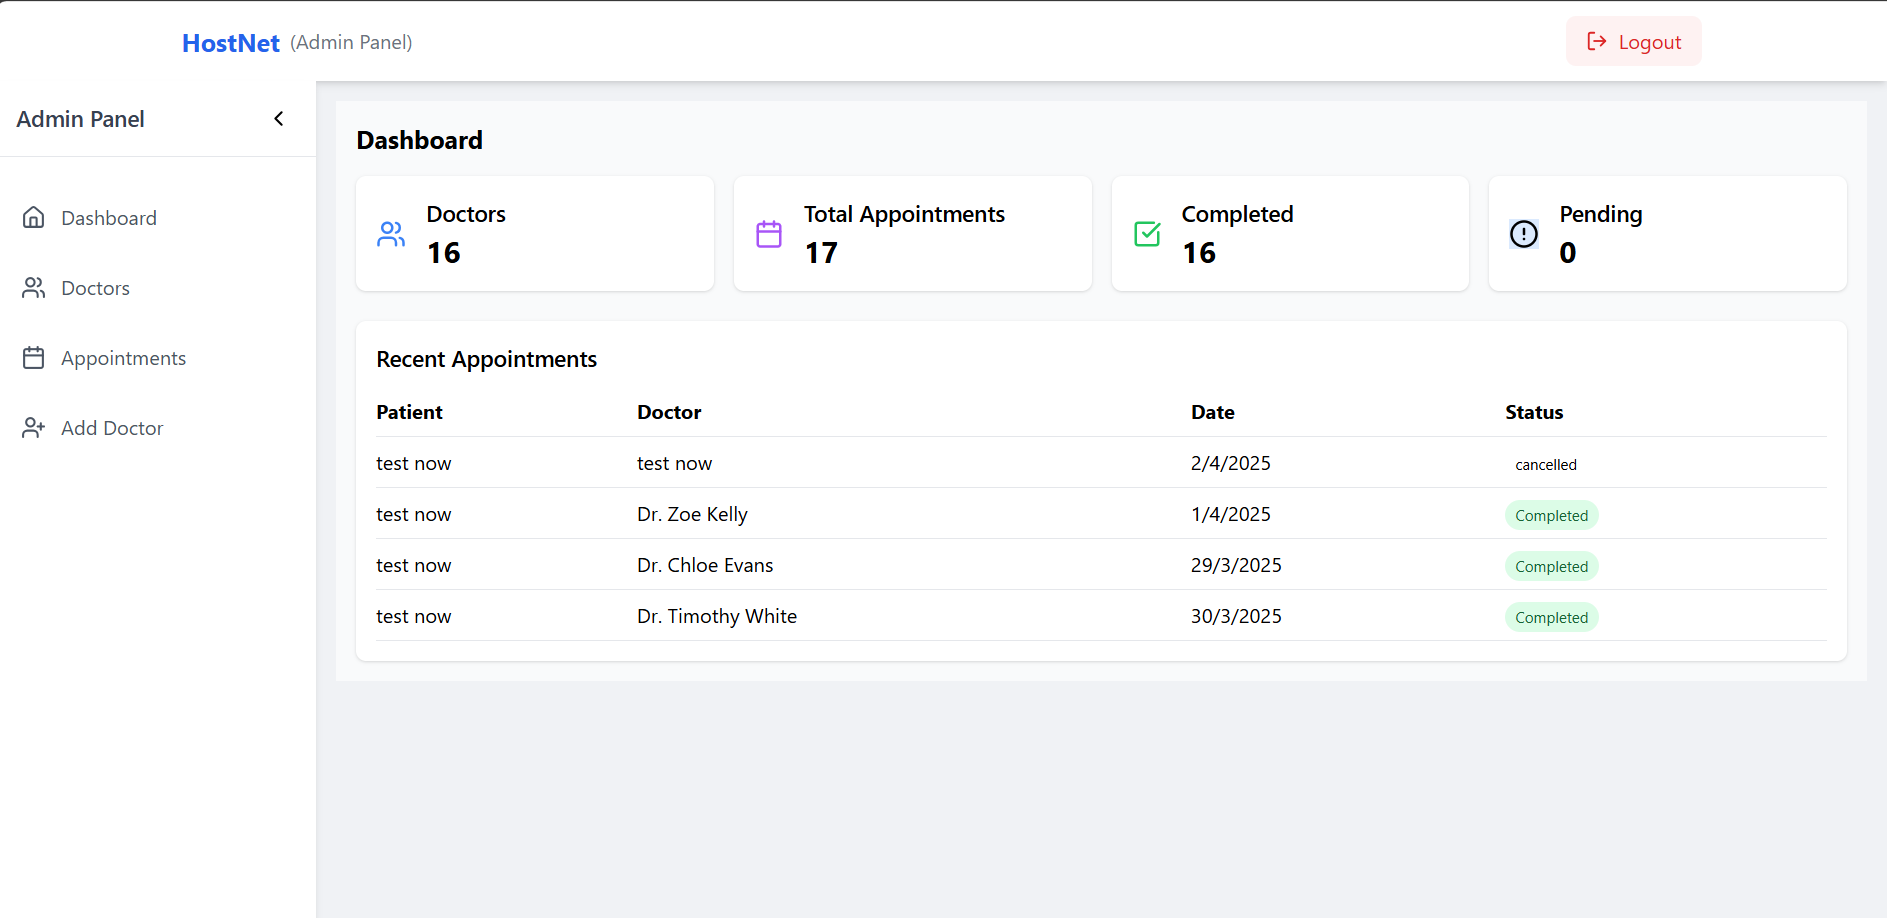 HostNet (Admin Panel) Logout
Admin Panel
Dashboard
Doctors
Appointments
Add Doctor
Dashboard
Doctors
16
Total Appointments
17
Completed
16
Pending
0
Recent Appointments
Patient Doctor Date Status
test now test now 2/4/2025 cancelled
test now Dr. Zoe Kelly 1/4/2025 Completed
test now Dr. Chloe Evans 29/3/2025 Completed
test now Dr. Timothy White 30/3/2025 Completed